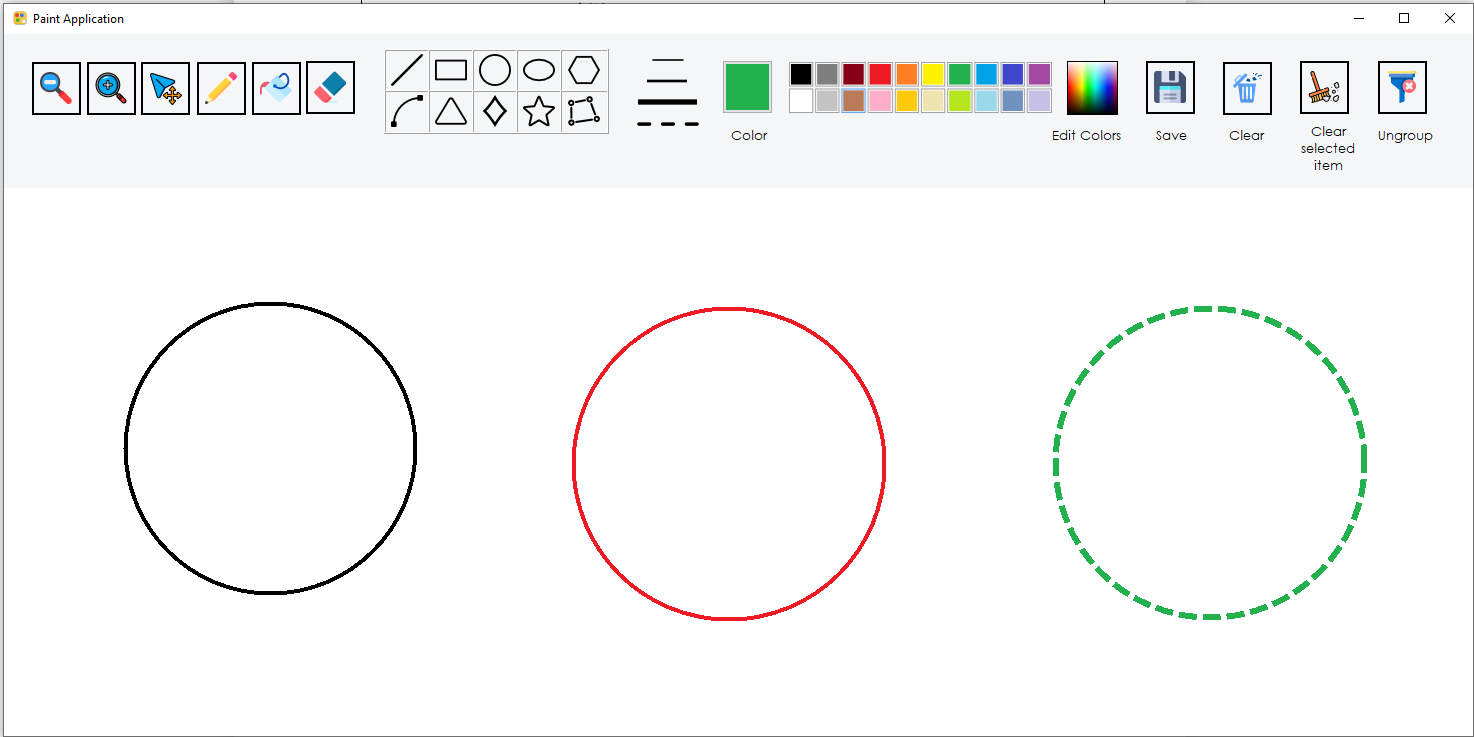 Paint Application
Color
Edit Colors
Save
Clear
Clear
selected
item
Ungroup